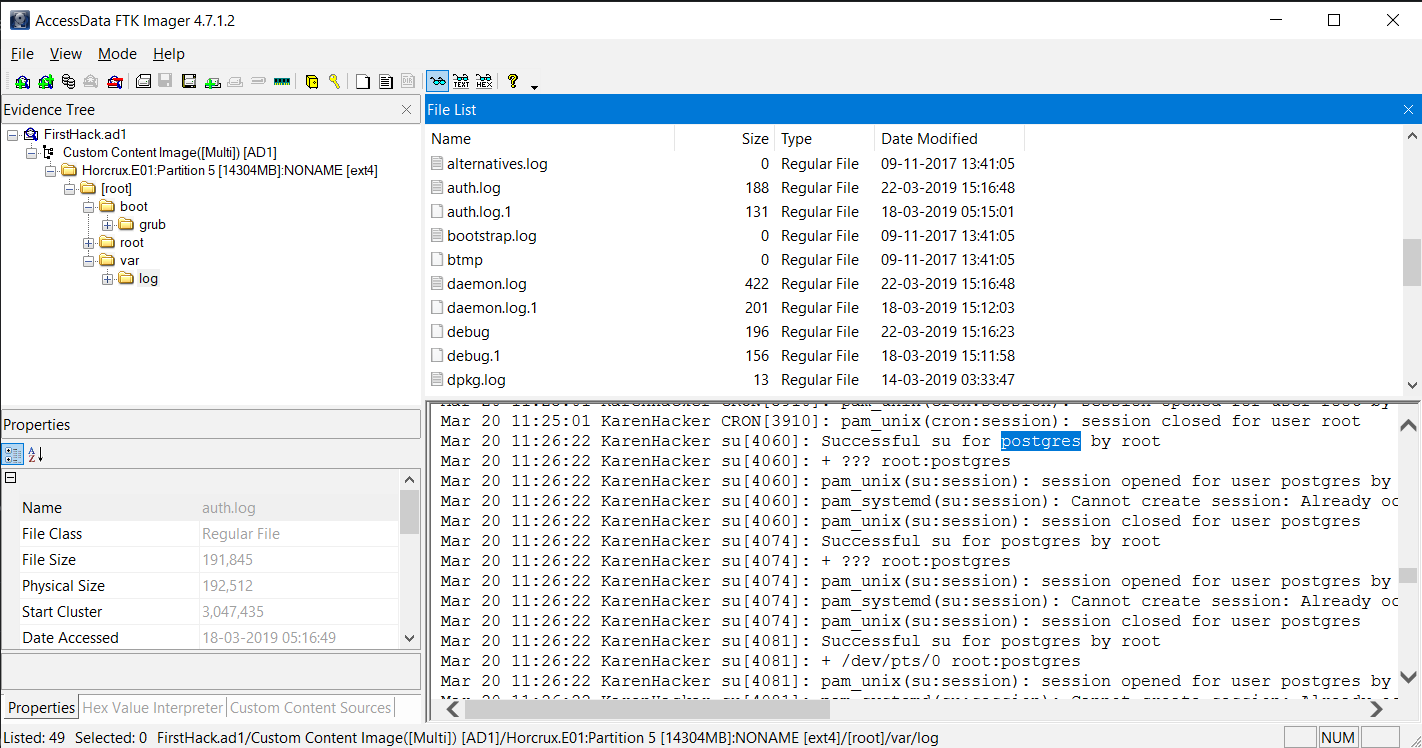 AccessData FTK Imager 4.7.1.2
File View Mode Help
Evidence Tree
FirstHack.ad1
Custom Content Image([Multi]) [AD1]
Horcrux.E01:Partition 5 [14304MB]:NONAME [ext4]
[root]
boot
grub
root
var
log
File List
Name Size Type Date Modified
alternatives.log 0 Regular File 09-11-2017 13:41:05
auth.log 188 Regular File 22-03-2019 15:16:48
auth.log.1 131 Regular File 18-03-2019 05:15:01
bootstrap.log 0 Regular File 09-11-2017 13:41:05
btmp 0 Regular File 09-11-2017 13:41:05
daemon.log 422 Regular File 22-03-2019 15:16:48
daemon.log.1 201 Regular File 18-03-2019 15:12:03
debug 196 Regular File 22-03-2019 15:16:23
debug.1 156 Regular File 18-03-2019 15:11:58
dpkg.log 13 Regular File 14-03-2019 03:33:47
Properties
Name auth.log
File Class Regular File
File Size 191,845
Physical Size 192,512
Start Cluster 3,047,435
Date Accessed 18-03-2019 05:16:49
Properties Hex Value Interpreter Custom Content Sources
Mar 20 11:25:01 KarenHacker CRON[3910]: pam_unix(cron:session): session opened for user root by
Mar 20 11:25:01 KarenHacker CRON[3910]: pam_unix(cron:session): session closed for user root
Mar 20 11:26:22 KarenHacker su[4060]: Successful su for postgres by root
Mar 20 11:26:22 KarenHacker su[4060]: + ??? root:postgres
Mar 20 11:26:22 KarenHacker su[4060]: pam_unix(su:session): session opened for user postgres by
Mar 20 11:26:22 KarenHacker su[4060]: pam_systemd(su:session): Cannot create session: Already oc
Mar 20 11:26:22 KarenHacker su[4060]: pam_unix(su:session): session closed for user postgres
Mar 20 11:26:22 KarenHacker su[4074]: Successful su for postgres by root
Mar 20 11:26:22 KarenHacker su[4074]: + ??? root:postgres
Mar 20 11:26:22 KarenHacker su[4074]: pam_unix(su:session): session opened for user postgres by
Mar 20 11:26:22 KarenHacker su[4074]: pam_systemd(su:session): Cannot create session: Already oc
Mar 20 11:26:22 KarenHacker su[4074]: pam_unix(su:session): session closed for user postgres
Mar 20 11:26:22 KarenHacker su[4081]: Successful su for postgres by root
Mar 20 11:26:22 KarenHacker su[4081]: + /dev/pts/0 root:postgres
Mar 20 11:26:22 KarenHacker su[4081]: pam_unix(su:session): session opened for user postgres by
Listed: 49 Selected: 0 FirstHack.ad1/Custom Content Image([Multi]) [AD1]/Horcrux.E01:Partition 5 [14304MB]:NONAME [ext4]/[root]/var/log
NUM